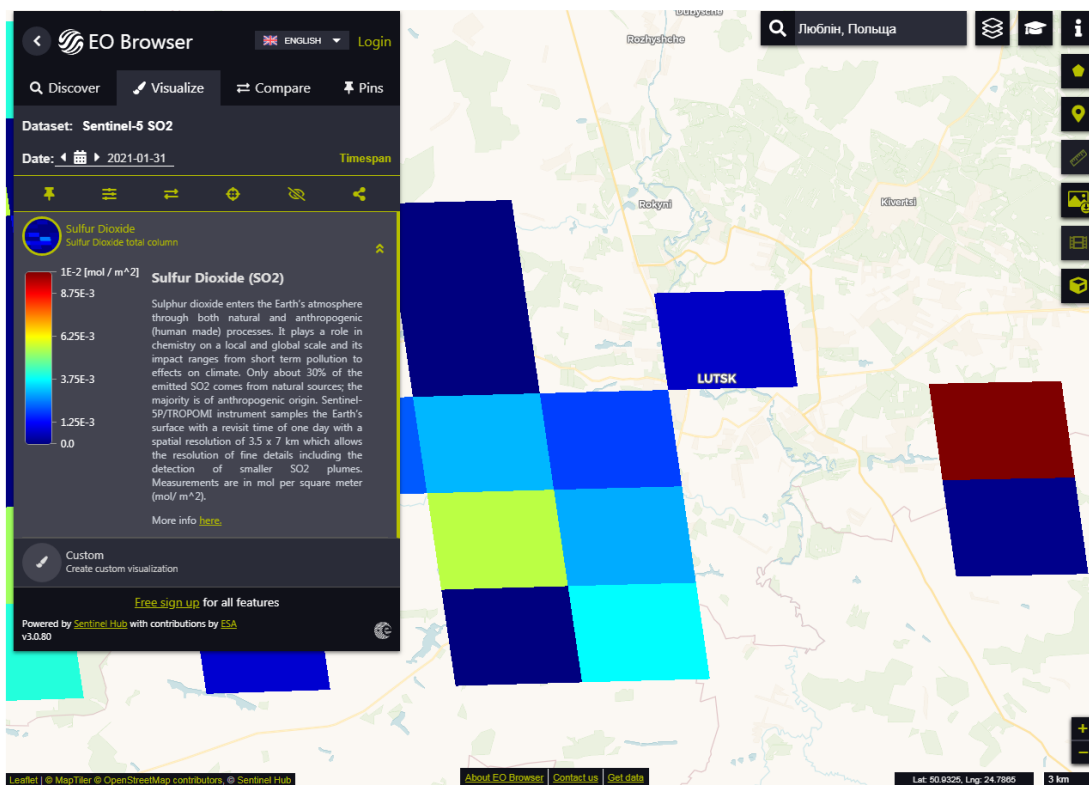 EO Browser
ENGLISH
Login
Discover
Visualize
Compare
Pins
Dataset: Sentinel-5 SO2
Date: 2021-01-31
Timespan
Sulfur Dioxide
Sulfur Dioxide total column
1E-2 [mol / m^2]
8.75E-3
6.25E-3
3.75E-3
1.25E-3
0.0
Sulfur Dioxide (SO2)
Sulphur dioxide enters the Earth's atmosphere
through both natural and anthropogenic
(human made) processes. It plays a role in
chemistry on a local and global scale and its
impact ranges from short term pollution to
effects on climate. Only about 30% of the
emitted SO2 comes from natural sources; the
majority is of anthropogenic origin. Sentinel-
5P/TROPOMI instrument samples the Earth's
surface with a revisit time of one day with a
spatial resolution of 3.5 x 7 km which allows
the resolution of fine details including the
detection of smaller SO2 plumes.
Measurements are in mol per square meter
(mol/ m^2).
More info here.
Custom
Create custom visualization
Free sign up for all features
Powered by Sentinel Hub with contributions by ESA
v3.0.80
Dubyshche
Rozhyshche
Люблін, Польща
Rokyni
Kivertsi
LUTSK
Leaflet | © MapTiler © OpenStreetMap contributors, © Sentinel Hub
About EO Browser | Contact us | Get data
Lat: 50.9325, Lng: 24.7865
3 km